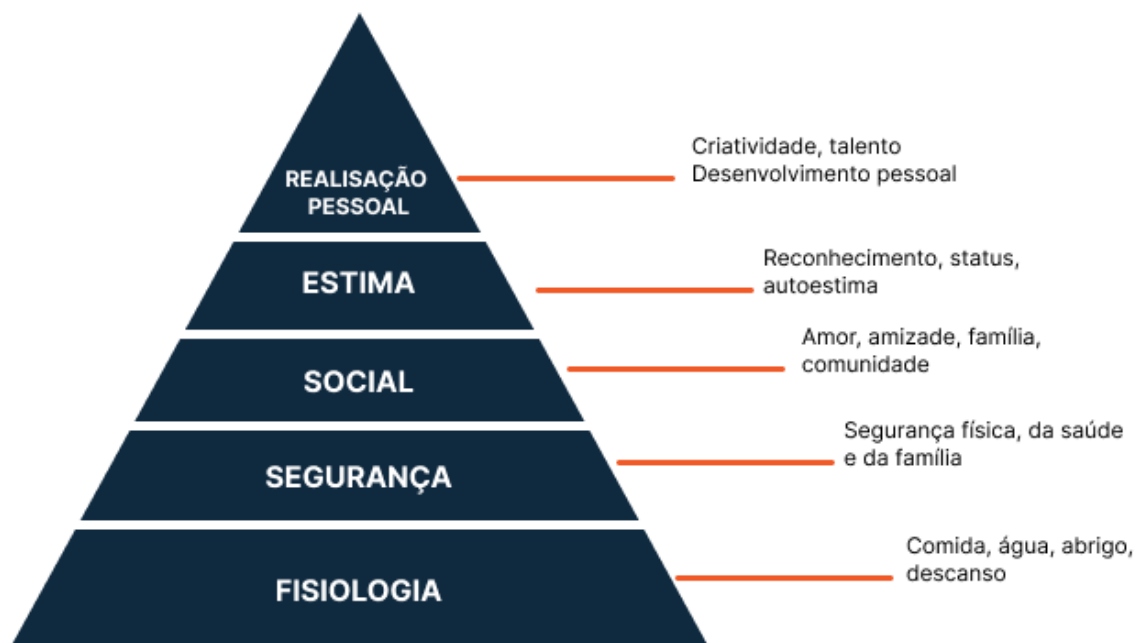 Criatividade, talento
Desenvolvimento pessoal
REALISAÇÃO
PESSOAL
Reconhecimento, status,
autoestima
ESTIMA
Amor, amizade, família,
comunidade
SOCIAL
Segurança física, da saúde
e da família
SEGURANÇA
Comida, água, abrigo,
descanso
FISIOLOGIA